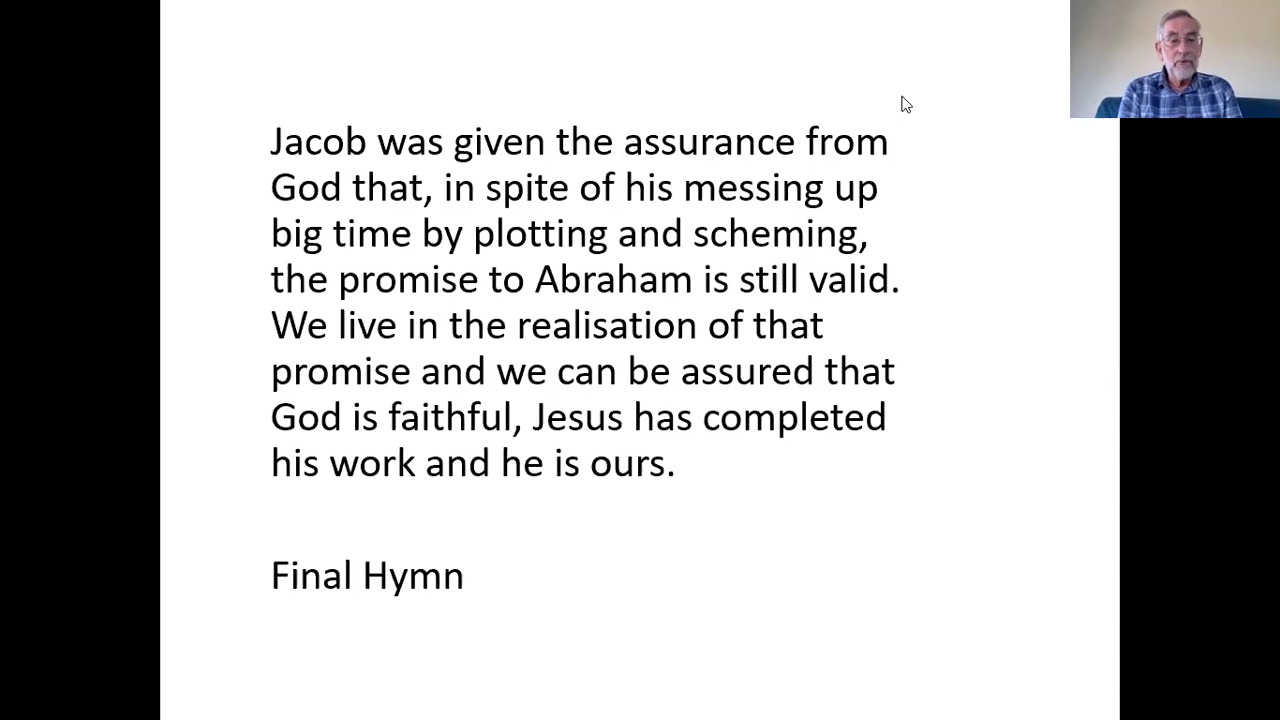 Jacob was given the assurance from
God that, in spite of his messing up
big time by plotting and scheming,
the promise to Abraham is still valid.
We live in the realisation of that
promise and we can be assured that
God is faithful, Jesus has completed
his work and he is ours.
Final Hymn